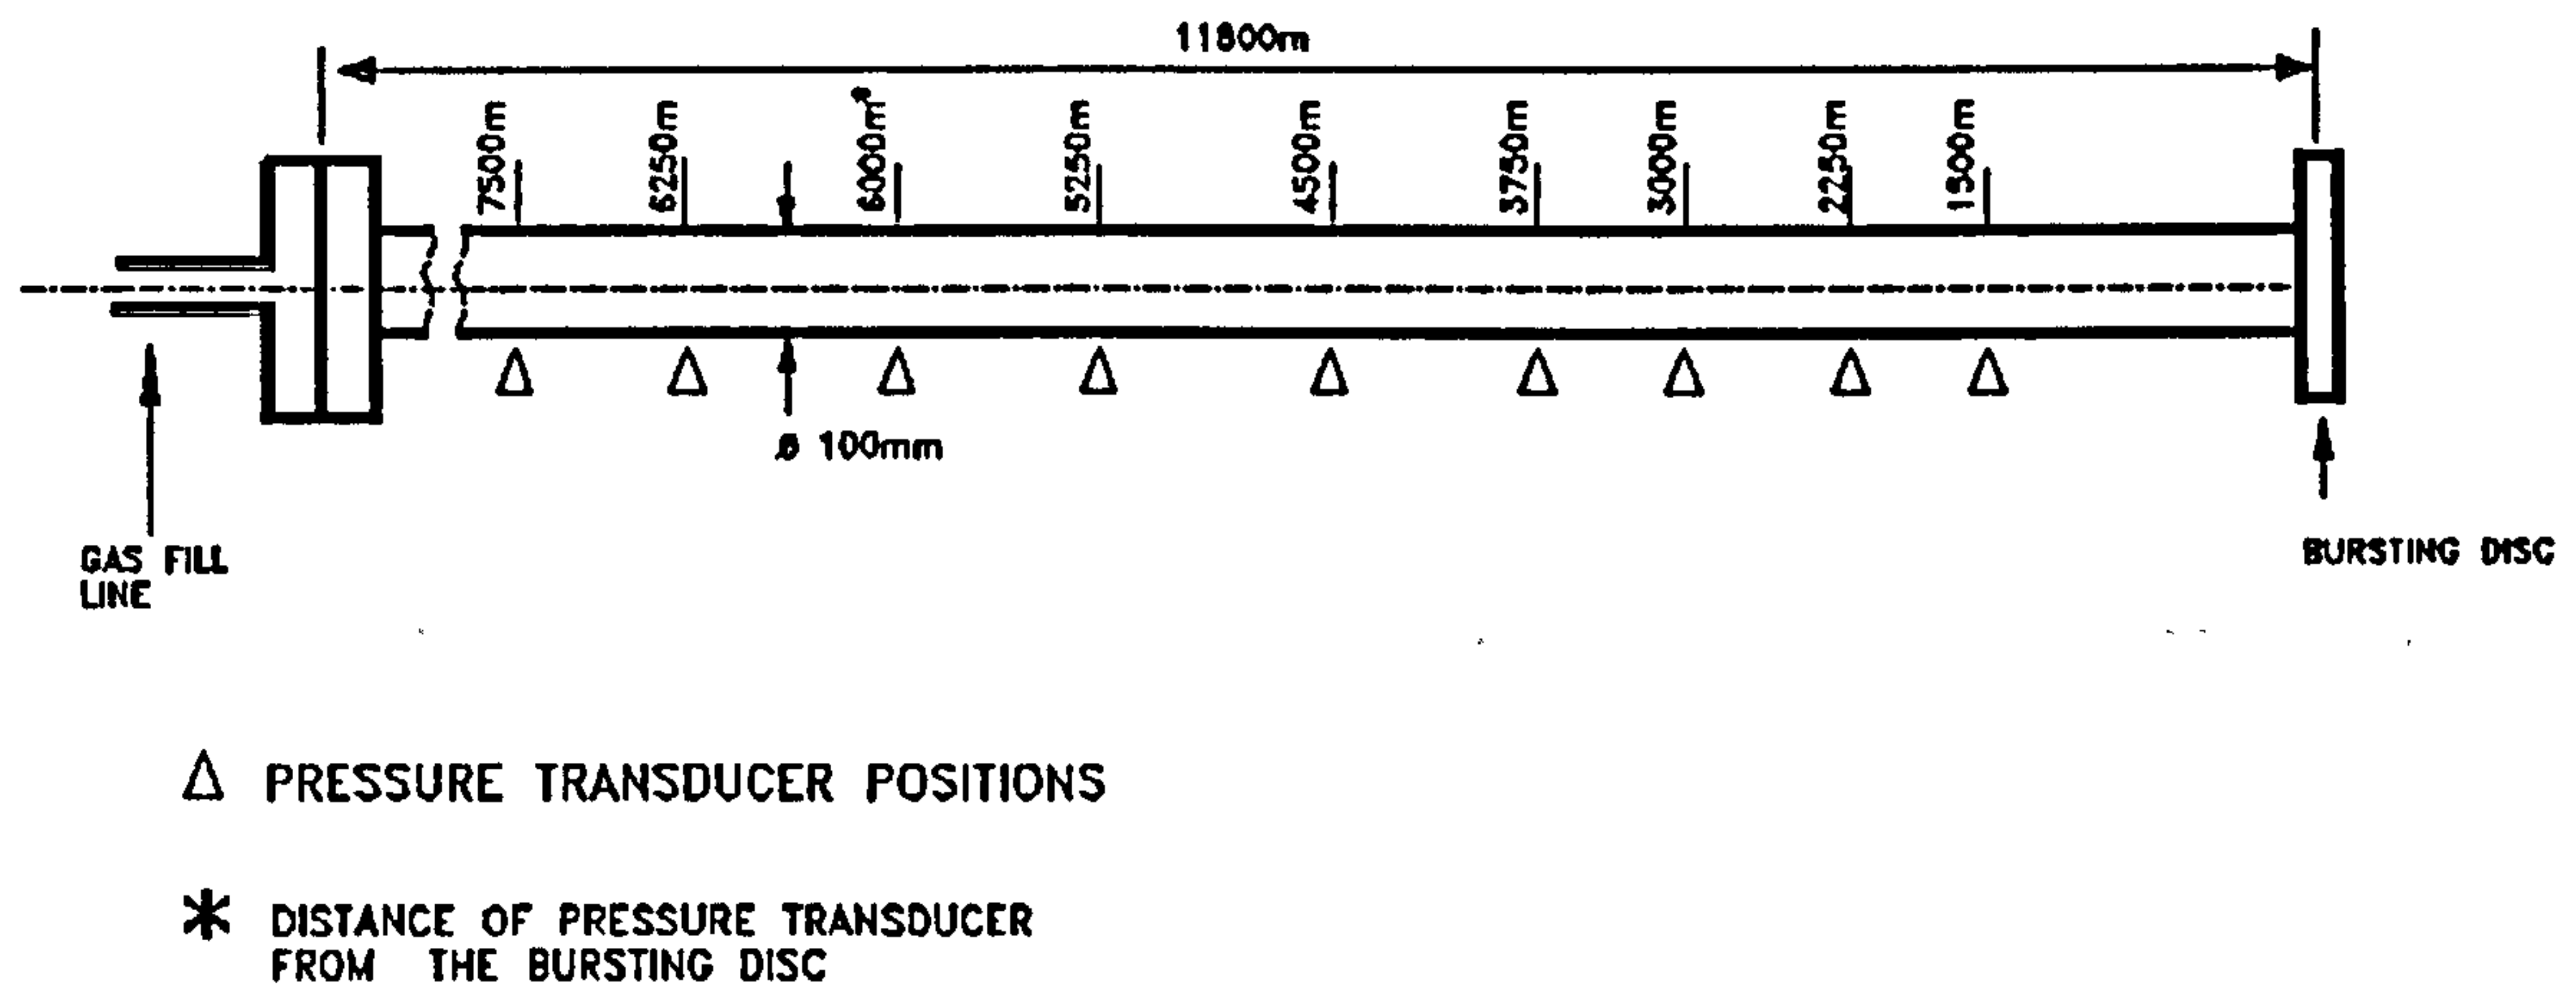 11800m
7500m
6250m
6000m*
5250m
4500m
3750m
3000m
2250m
1500m
ø 100mm
GAS FILL
LINE
BURSTING DISC
△ PRESSURE TRANSDUCER POSITIONS
* DISTANCE OF PRESSURE TRANSDUCER
FROM THE BURSTING DISC